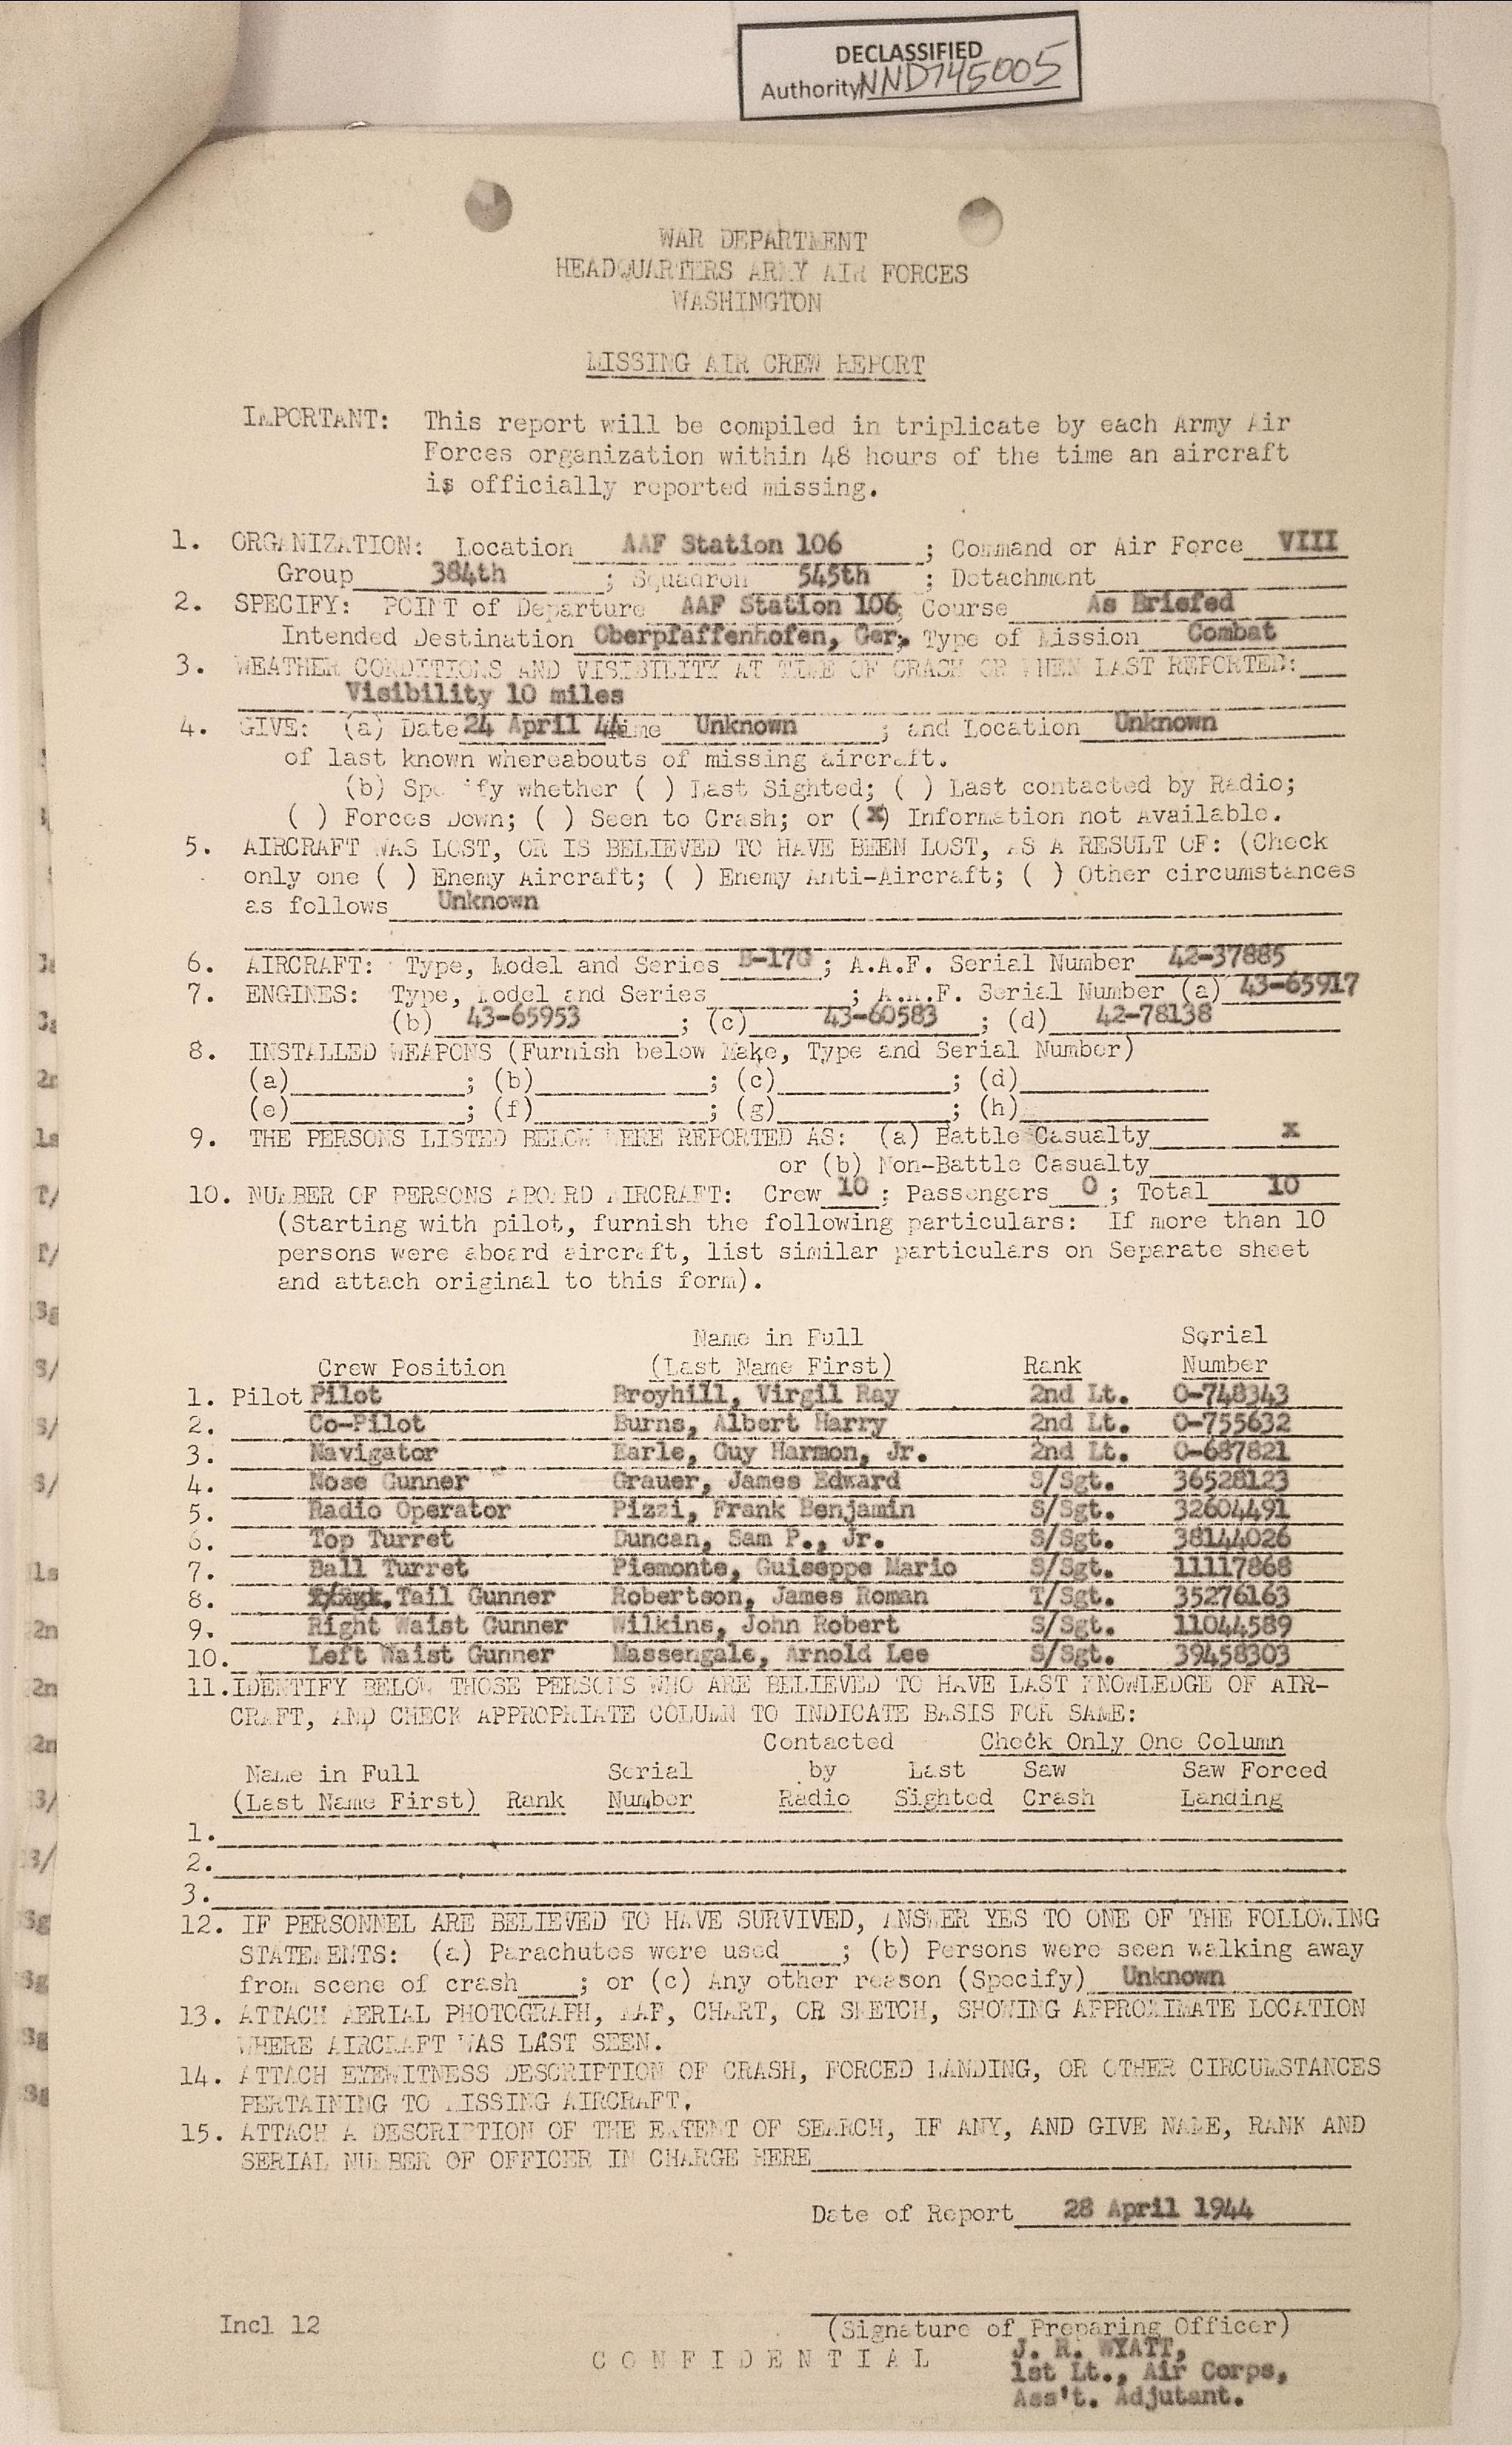 DECLASSIFIED
Authority NND745005
WAR DEPARTMENT
HEADQUARTERS ARMY AIR FORCES
WASHINGTON
MISSING AIR CREW REPORT
IMPORTANT: This report will be compiled in triplicate by each Army Air
Forces organization within 48 hours of the time an aircraft
is officially reported missing.
1. ORGANIZATION: Location AAF Station 106 ; Command or Air Force VIII
Group 384th ; Squadron 545th ; Detachment
2. SPECIFY: POINT of Departure AAF Station 106; Course As Briefed
Intended Destination Oberpfaffenhofen, Ger; Type of Mission Combat
3. WEATHER CONDITIONS AND VISIBILITY AT TIME OF CRASH OR WHEN LAST REPORTED:
Visibility 10 miles
4. GIVE: (a) Date 24 April 44 Time Unknown ; and Location Unknown
of last known whereabouts of missing aircraft.
(b) Specify whether ( ) Last Sighted; ( ) Last contacted by Radio;
( ) Forces Down; ( ) Seen to Crash; or (x) Information not Available.
5. AIRCRAFT WAS LOST, OR IS BELIEVED TO HAVE BEEN LOST, AS A RESULT OF: (Check
only one ( ) Enemy Aircraft; ( ) Enemy Anti-Aircraft; ( ) Other circumstances
as follows Unknown
6. AIRCRAFT: Type, Model and Series B-17G ; A.A.F. Serial Number 42-37885
7. ENGINES: Type, Model and Series ; A.A.F. Serial Number (a) 43-65917
(b) 43-65953 ; (c) 43-60583 ; (d) 42-78138
8. INSTALLED WEAPONS (Furnish below Make, Type and Serial Number)
(a) ; (b) ; (c) ; (d)
(e) ; (f) ; (g) ; (h)
9. THE PERSONS LISTED BELOW WERE REPORTED AS: (a) Battle Casualty x
or (b) Non-Battle Casualty
10. NUMBER OF PERSONS ABOARD AIRCRAFT: Crew 10 ; Passengers 0 ; Total 10
(Starting with pilot, furnish the following particulars: If more than 10
persons were aboard aircraft, list similar particulars on Separate sheet
and attach original to this form).
Name in Full Serial
Crew Position (Last Name First) Rank Number
1. Pilot Pilot Broyhill, Virgil Ray 2nd Lt. O-748343
2. Co-Pilot Burns, Albert Harry 2nd Lt. O-755632
3. Navigator Earle, Guy Harmon, Jr. 2nd Lt. O-687821
4. Nose Gunner Grauer, James Edward S/Sgt. 36528123
5. Radio Operator Pizzi, Frank Benjamin S/Sgt. 32604491
6. Top Turret Duncan, Sam P., Jr. S/Sgt. 38144026
7. Ball Turret Piemonte, Guiseppe Mario S/Sgt. 11117868
8. Tail Gunner Robertson, James Roman T/Sgt. 35276163
9. Right Waist Gunner Wilkins, John Robert S/Sgt. 11044589
10. Left Waist Gunner Massengale, Arnold Lee S/Sgt. 39458303
11. IDENTIFY BELOW THOSE PERSONS WHO ARE BELIEVED TO HAVE LAST KNOWLEDGE OF AIR-
CRAFT, AND CHECK APPROPRIATE COLUMN TO INDICATE BASIS FOR SAME:
Contacted Check Only One Column
Name in Full Serial by Last Saw Saw Forced
(Last Name First) Rank Number Radio Sighted Crash Landing
1.
2.
3.
12. IF PERSONNEL ARE BELIEVED TO HAVE SURVIVED, ANSWER YES TO ONE OF THE FOLLOWING
STATEMENTS: (a) Parachutes were used ; (b) Persons were seen walking away
from scene of crash ; or (c) Any other reason (Specify) Unknown
13. ATTACH AERIAL PHOTOGRAPH, MAP, CHART, OR SKETCH, SHOWING APPROXIMATE LOCATION
WHERE AIRCRAFT WAS LAST SEEN.
14. ATTACH EYEWITNESS DESCRIPTION OF CRASH, FORCED LANDING, OR OTHER CIRCUMSTANCES
PERTAINING TO MISSING AIRCRAFT.
15. ATTACH A DESCRIPTION OF THE EXTENT OF SEARCH, IF ANY, AND GIVE NAME, RANK AND
SERIAL NUMBER OF OFFICER IN CHARGE HERE
Date of Report 28 April 1944
Incl 12
(Signature of Preparing Officer)
CONFIDENTIAL
J. R. WYATT,
1st Lt., Air Corps,
Ass't. Adjutant.